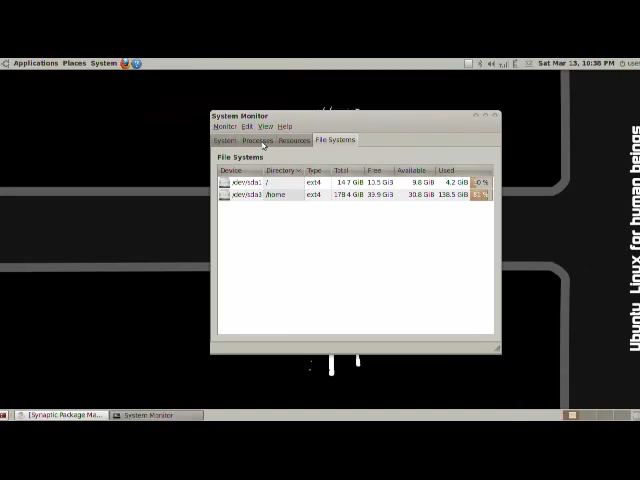 Applications Places System
Sat Mar 13, 10:38 PM
System Monitor
Monitor Edit View Help
System Processes Resources File Systems
File Systems
Device Directory Type Total Free Available Used
/dev/sda1 / ext4 14.7 GiB 10.5 GiB 9.8 GiB 4.2 GiB
/dev/sda3 /home ext4 178.4 GiB 39.9 GiB 30.8 GiB 138.5 GiB
Ubuntu, Linux for human beings
[Synaptic Package Ma... System Monitor